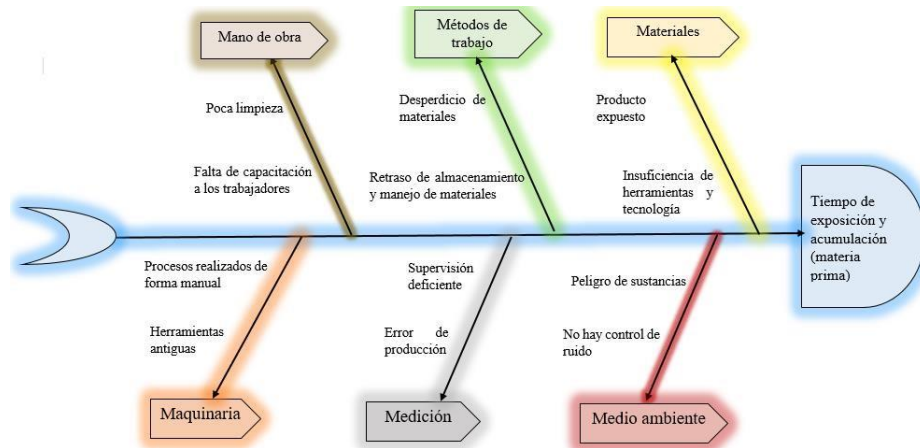 Mano de obra
Métodos de
trabajo
Materiales
Poca limpieza
Falta de capacitación
a los trabajadores
Desperdicio de
materiales
Retraso de almacenamiento
y manejo de materiales
Producto
expuesto
Insuficiencia de
herramientas y
tecnología
Tiempo de
exposición y
acumulación
(materia
prima)
Procesos realizados de
forma manual
Herramientas
antiguas
Supervisión
deficiente
Error de
producción
Peligro de sustancias
No hay control de
ruido
Maquinaria
Medición
Medio ambiente